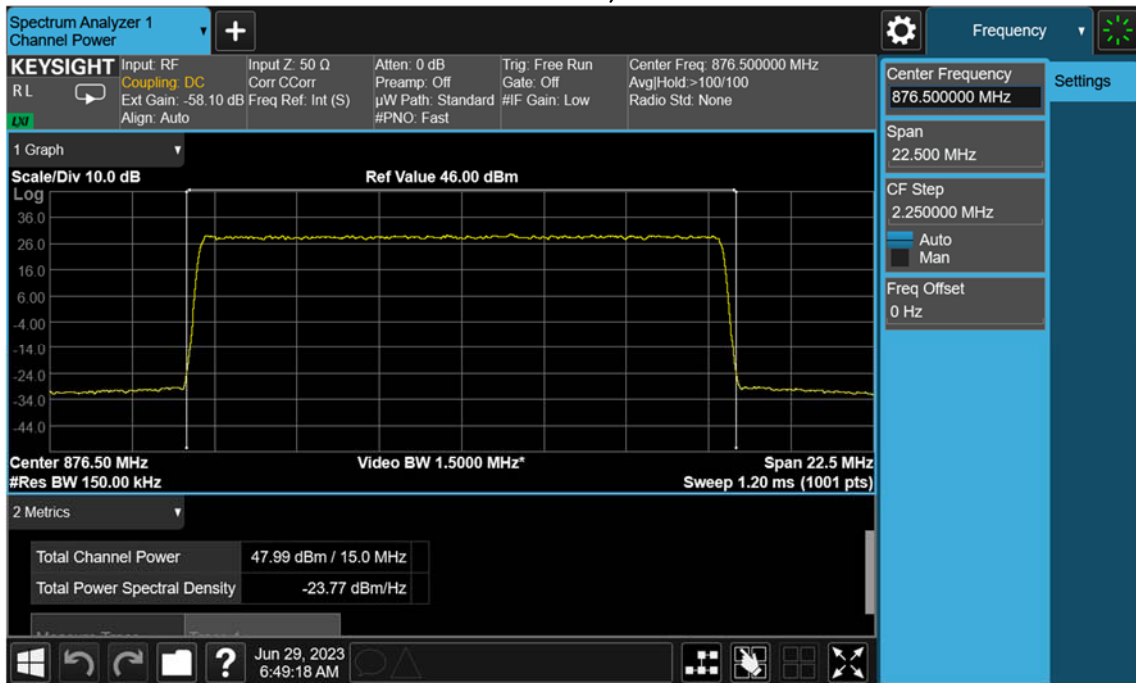 Spectrum Analyzer 1
Channel Power
+
Frequency
KEYSIGHT
RL
LXI
Input: RF
Coupling: DC
Ext Gain: -58.10 dB
Align: Auto
Input Z: 50 Ω
Corr CCorr
Freq Ref: Int (S)
Atten: 0 dB
Preamp: Off
µW Path: Standard
#PNO: Fast
Trig: Free Run
Gate: Off
#IF Gain: Low
Center Freq: 876.500000 MHz
Avg|Hold:>100/100
Radio Std: None
Center Frequency
876.500000 MHz
Settings
Span
22.500 MHz
CF Step
2.250000 MHz
Auto
Man
Freq Offset
0 Hz
1 Graph
Scale/Div 10.0 dB
Ref Value 46.00 dBm
Log
36.0
26.0
16.0
6.00
-4.00
-14.0
-24.0
-34.0
-44.0
Center 876.50 MHz
Video BW 1.5000 MHz*
Span 22.5 MHz
#Res BW 150.00 kHz
Sweep 1.20 ms (1001 pts)
2 Metrics
Total Channel Power 47.99 dBm / 15.0 MHz
Total Power Spectral Density -23.77 dBm/Hz
?
Jun 29, 2023
6:49:18 AM